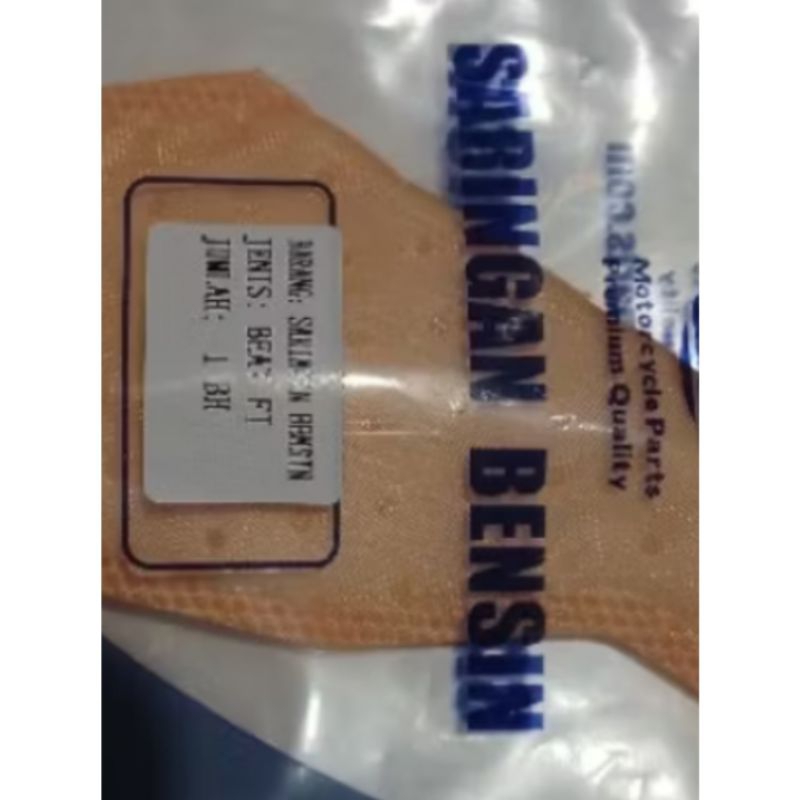 SARINGAN BENSIN
Motorcycle Parts
Premium Quality
BARANG: SARINGAN BENSIN
JENIS: BEAT FI
JUMLAH: 1 BH